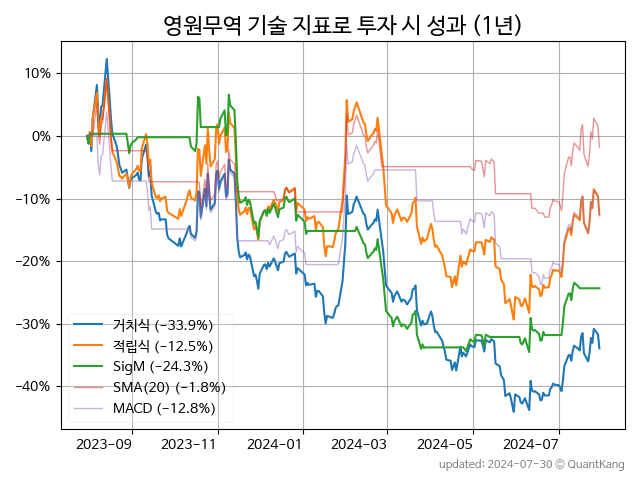 영원무역 기술 지표로 투자 시 성과 (1년)
10%
0%
−10%
−20%
−30%
−40%
거치식 (−33.9%)
적립식 (−12.5%)
SigM (−24.3%)
SMA(20) (−1.8%)
MACD (−12.8%)
2023-09 2023-11 2024-01 2024-03 2024-05 2024-07
updated: 2024-07-30 © QuantKang